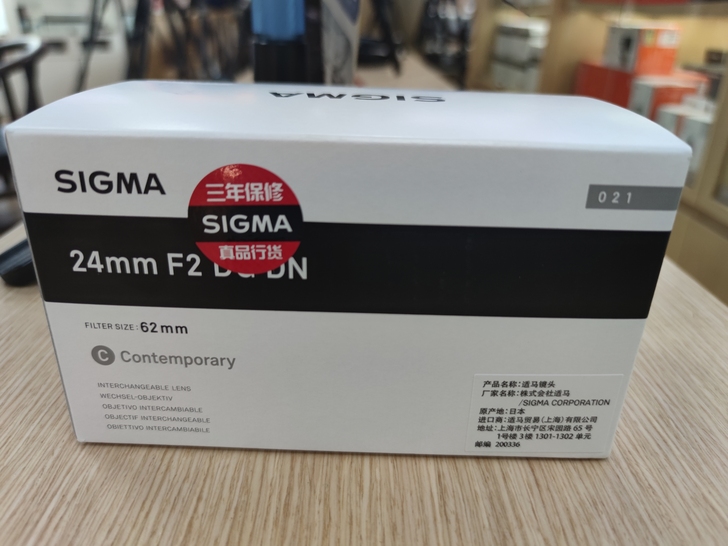 SIGMA
SIGMA
021
三年保修
SIGMA
真品行货
24mm F2 DG DN
FILTER SIZE: 62mm
C Contemporary
INTERCHANGEABLE LENS
WECHSEL-OBJEKTIV
OBJETIVO INTERCAMBIABLE
OBJECTIF INTERCHANGEABLE
OBIETTIVO INTERCAMBIABILE
产品名称:适马镜头
厂家名称:株式会社适马
/SIGMA CORPORATION
原产地:日本
进口商:适马贸易(上海)有限公司
地址:上海市长宁区宋园路 65 号
1号楼 3 楼 1301-1302 单元
邮编 200336